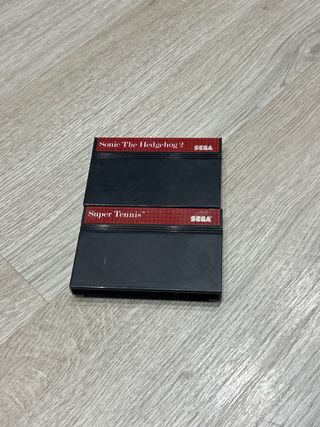 Sonic The Hedgehog 2 SEGA
Super Tennis™ SEGA